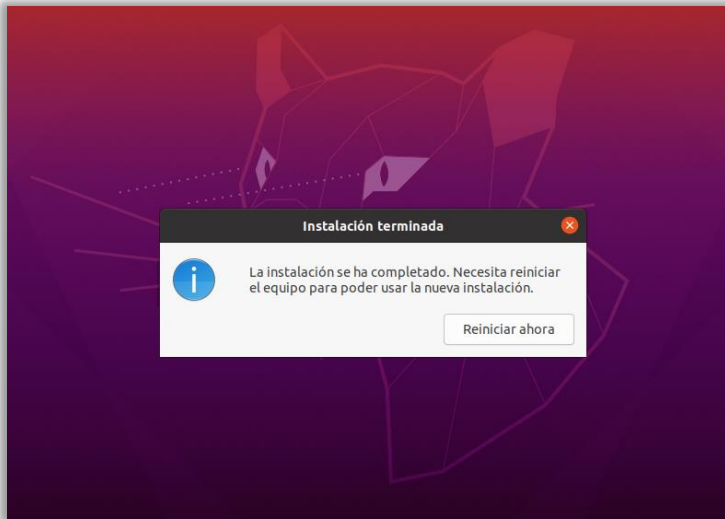 Instalación terminada
La instalación se ha completado. Necesita reiniciar
el equipo para poder usar la nueva instalación.
Reiniciar ahora